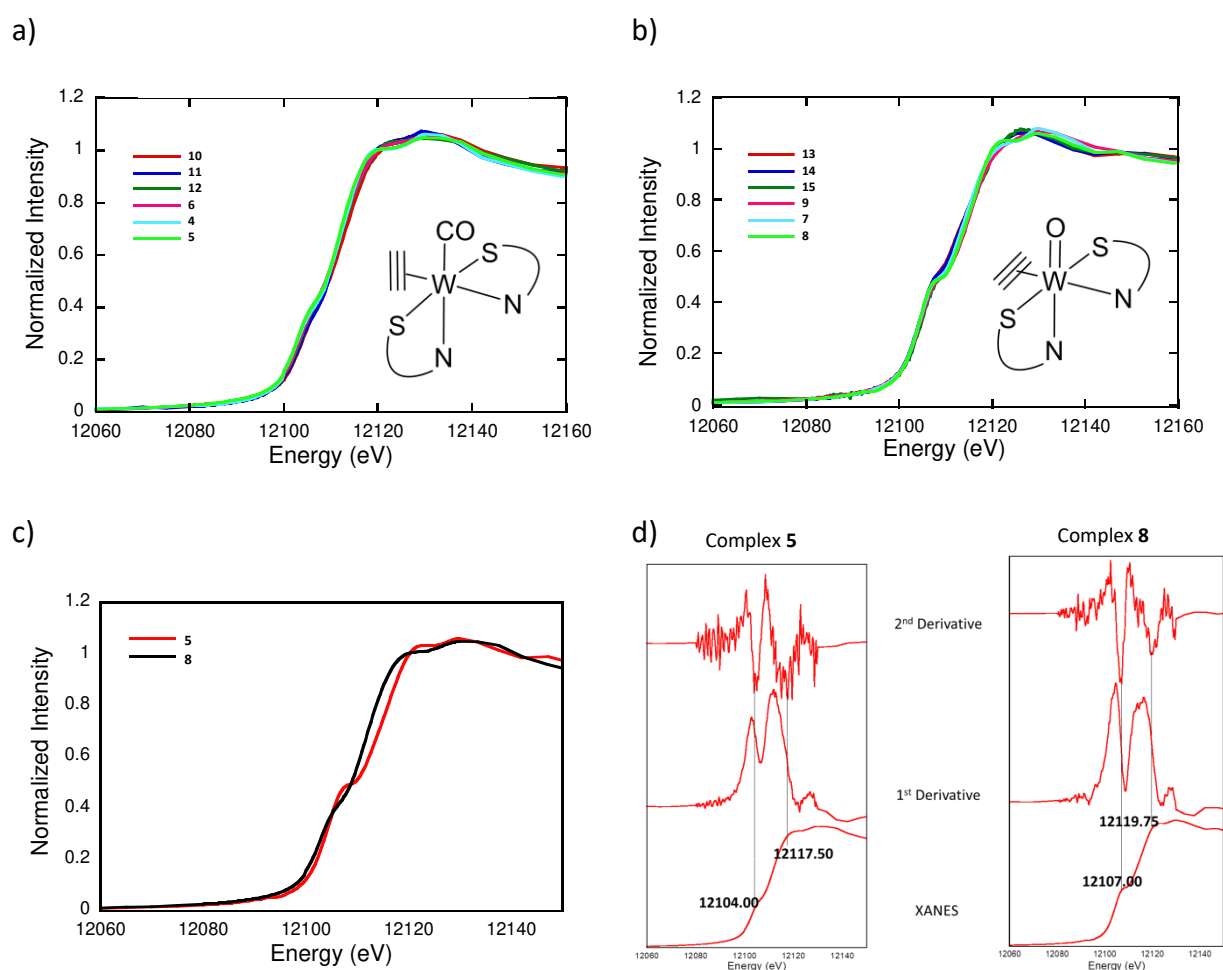 a)
1.2
1
0.8
0.6
0.4
0.2
0
Normalized Intensity
10
11
12
6
4
5
CO
S
W
N
S
N
12060 12080 12100 12120 12140 12160
Energy (eV)
b)
1.2
1
0.8
0.6
0.4
0.2
0
Normalized Intensity
13
14
15
9
7
8
O
S
W
N
S
N
12060 12080 12100 12120 12140 12160
Energy (eV)
c)
1.2
1
0.8
0.6
0.4
0.2
0
Normalized Intensity
5
8
12060 12080 12100 12120 12140
Energy (eV)
d)
Complex 5
Complex 8
2nd Derivative
1st Derivative
XANES
12117.50
12104.00
12060 12080 12100 12120 12140
Energy (eV)
12119.75
12107.00
12060 12080 12100 12120 12140
Energy (eV)